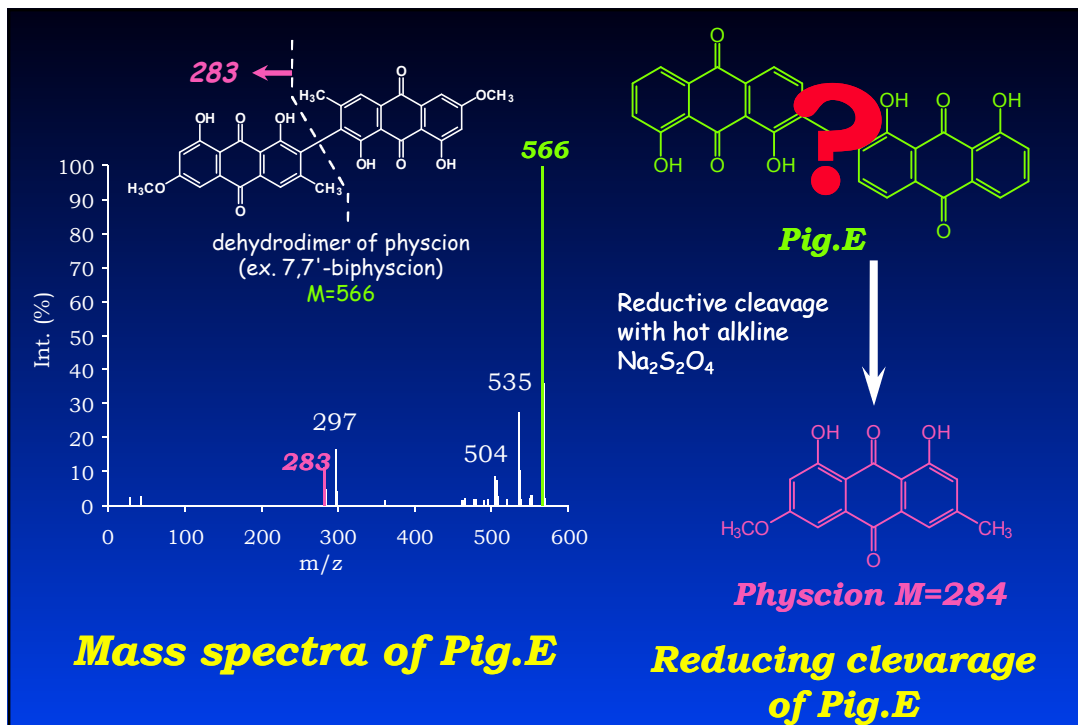 283
OH
O
OH
H3CO
O
CH3
H3C
O
OCH3
OH
O
OH
dehydrodimer of physcion
(ex. 7,7'-biphyscion)
M=566
566
535
504
297
283
100
90
80
70
60
50
40
30
20
10
0
Int. (%)
0 100 200 300 400 500 600
m/z
Mass spectra of Pig.E
O
OH
O
OH
?
OH
O
OH
O
Pig.E
Reductive cleavage
with hot alkline
Na2S2O4
OH
O
OH
H3CO
O
CH3
Physcion M=284
Reducing clevarage
of Pig.E